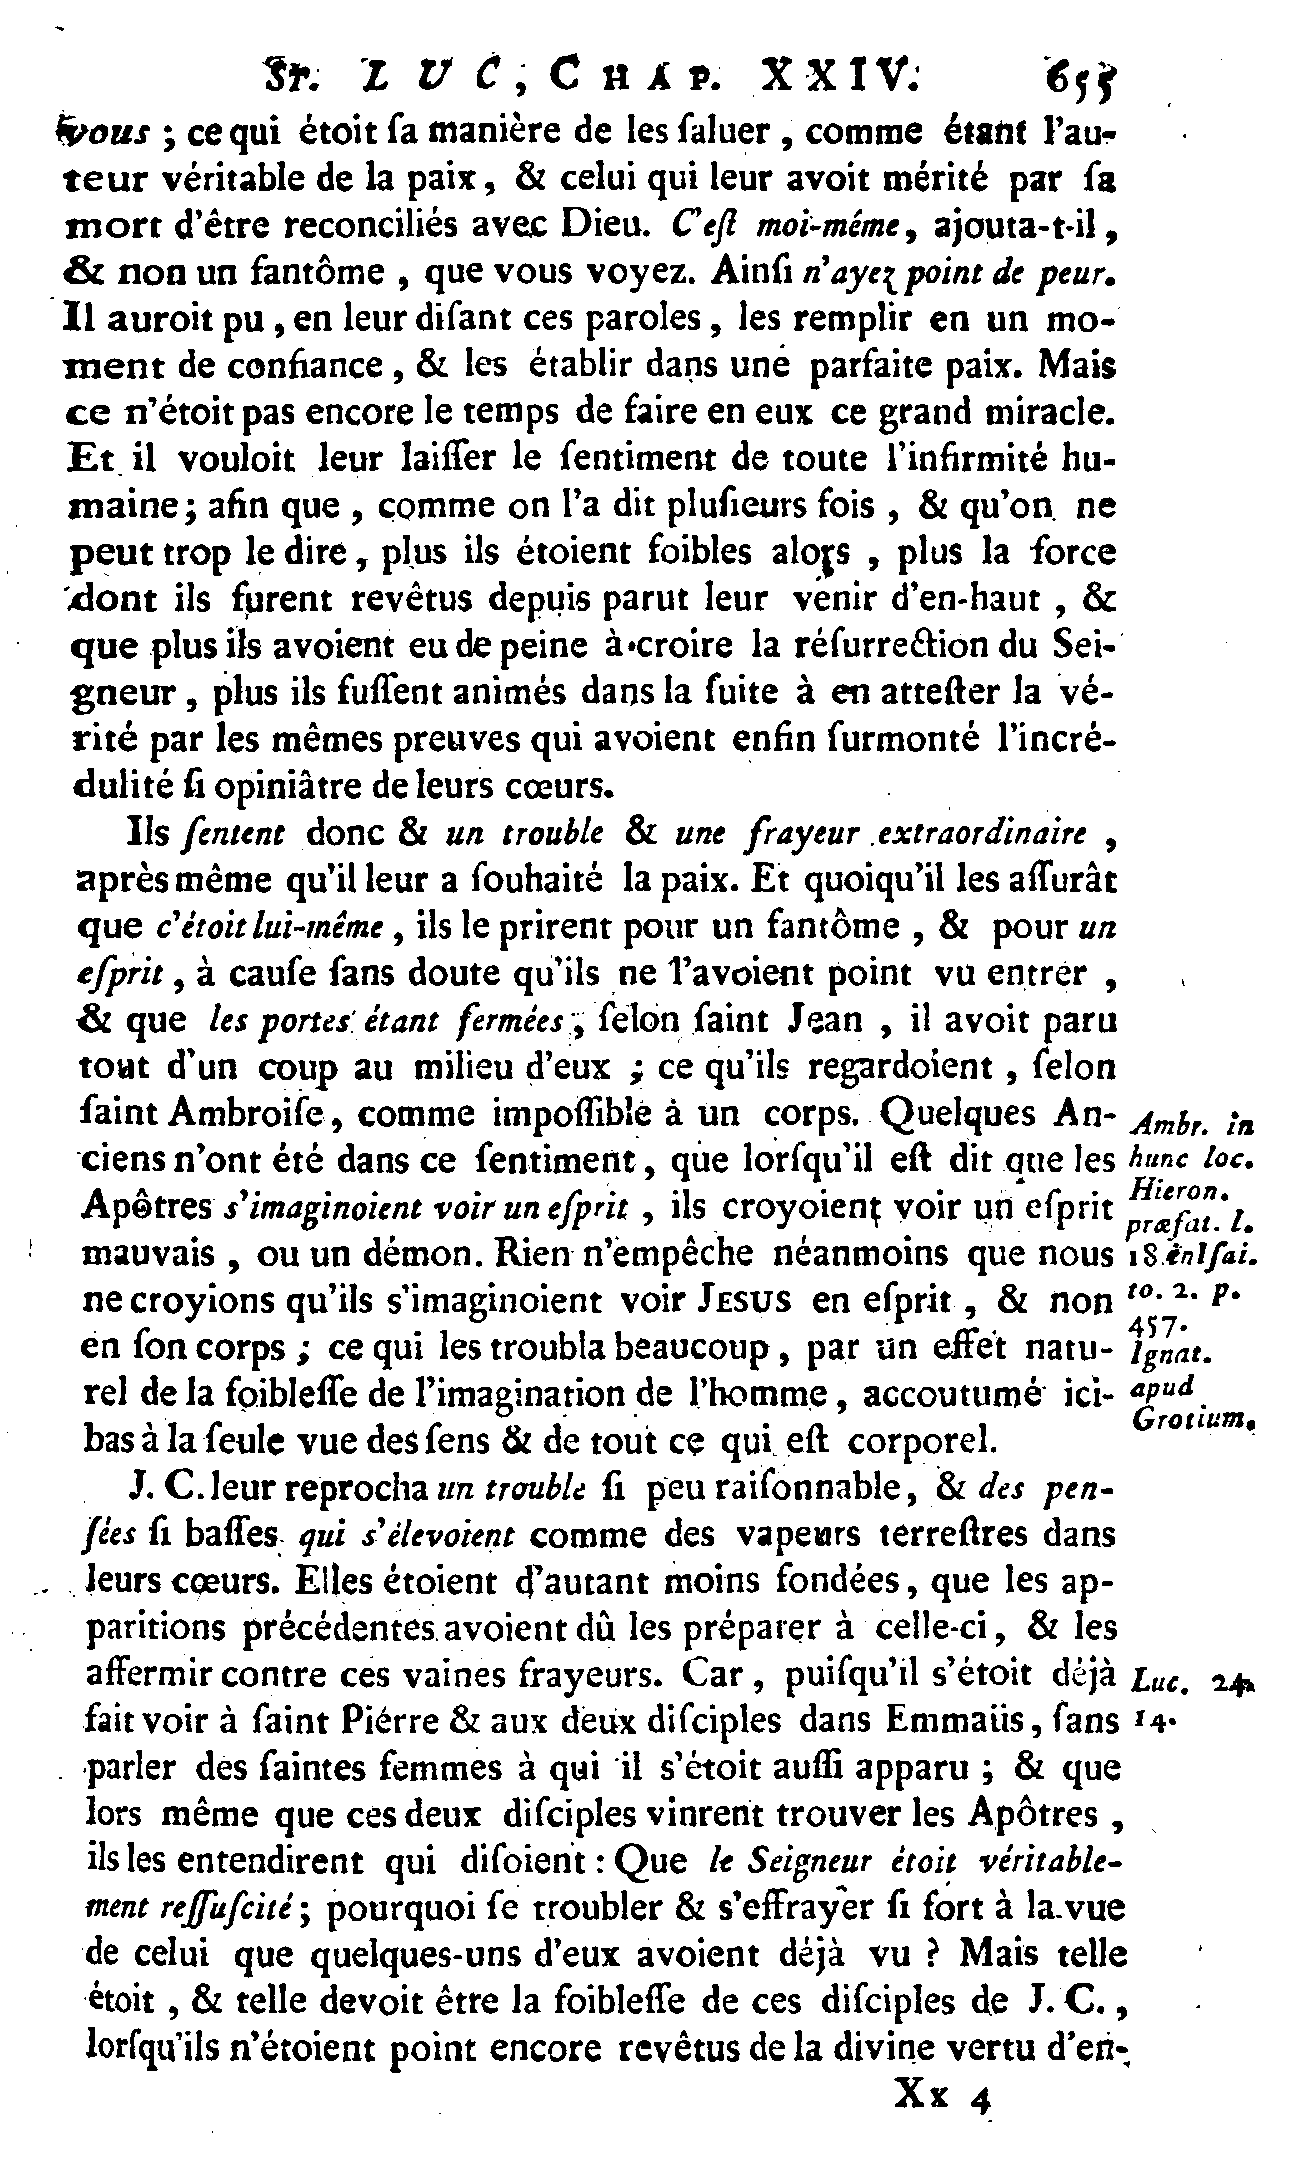 St. LUC, CHAP. XXIV. 655
vous ; ce qui étoit ſa manière de les ſaluer , comme étant l'au-
teur véritable de la paix , & celui qui leur avoit mérité par ſa
mort d'être reconciliés avec Dieu. C'eſt moi-méme, ajouta-t-il ,
& non un fantôme , que vous voyez. Ainſi n'ayez point de peur.
Il auroit pu , en leur diſant ces paroles , les remplir en un mo-
ment de confiance , & les établir dans une parfaite paix. Mais
ce n'étoit pas encore le temps de faire en eux ce grand miracle.
Et il vouloit leur laiſſer le ſentiment de toute l'infirmité hu-
maine ; afin que , comme on l'a dit pluſieurs fois , & qu'on ne
peut trop le dire , plus ils étoient foibles alors , plus la force
dont ils furent revêtus depuis parut leur venir d'en-haut , &
que plus ils avoient eu de peine à croire la réſurrection du Sei-
gneur , plus ils fuſſent animés dans la ſuite à en atteſter la vé-
rité par les mêmes preuves qui avoient enfin ſurmonté l'incré-
dulité ſi opiniâtre de leurs cœurs.
Ils ſentent donc & un trouble & une frayeur extraordinaire ,
après même qu'il leur a ſouhaité la paix. Et quoiqu'il les aſſurât
que c'étoit lui-même , ils le prirent pour un fantôme , & pour un
eſprit , à cauſe ſans doute qu'ils ne l'avoient point vu entrer ,
& que les portes étant fermées , ſelon ſaint Jean , il avoit paru
tout d'un coup au milieu d'eux ; ce qu'ils regardoient , ſelon
ſaint Ambroiſe , comme impoſſible à un corps. Quelques An-
ciens n'ont été dans ce ſentiment , que lorſqu'il eſt dit que les
Apôtres s'imaginoient voir un eſprit , ils croyoient voir un eſprit
mauvais , ou un démon. Rien n'empêche néanmoins que nous
ne croyions qu'ils s'imaginoient voir JESUS en eſprit , & non
en ſon corps ; ce qui les troubla beaucoup , par un effet natu-
rel de la foibleſſe de l'imagination de l'homme , accoutumé ici-
bas à la ſeule vue des ſens & de tout ce qui eſt corporel.
Ambr. in
hunc loc.
Hieron.
præfat. l.
18. in Iſai.
to. 2. p.
457.
Ignat.
apud
Grotium.
J. C. leur reprocha un trouble ſi peu raiſonnable , & des pen-
ſées ſi baſſes qui s'élevoient comme des vapeurs terreſtres dans
leurs cœurs. Elles étoient d'autant moins fondées , que les ap-
paritions précédentes avoient dû les préparer à celle-ci , & les
affermir contre ces vaines frayeurs. Car , puiſqu'il s'étoit déjà
fait voir à ſaint Piérre & aux deux diſciples dans Emmaüs , ſans
parler des ſaintes femmes à qui il s'étoit auſſi apparu ; & que
lors même que ces deux diſciples vinrent trouver les Apôtres ,
ils les entendirent qui diſoient : Que le Seigneur étoit véritable-
ment reſſuſcité ; pourquoi ſe troubler & s'effrayer ſi fort à la vue
de celui que quelques-uns d'eux avoient déjà vu ? Mais telle
étoit , & telle devoit être la foibleſſe de ces diſciples de J. C. ,
lorſqu'ils n'étoient point encore revêtus de la divine vertu d'en-
Luc. 24.
14.
Xx 4